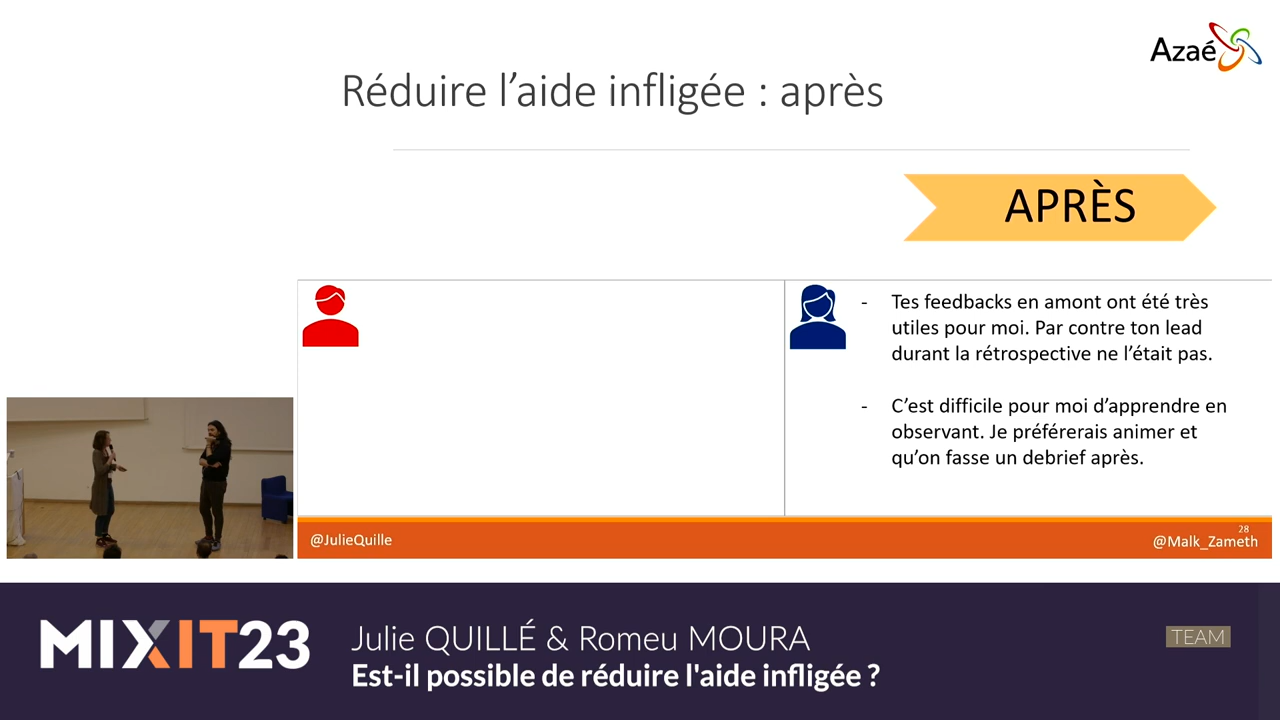 Azaé
Réduire l’aide infligée : après
APRÈS
- Tes feedbacks en amont ont été très
utiles pour moi. Par contre ton lead
durant la rétrospective ne l’était pas.
- C’est difficile pour moi d’apprendre en
observant. Je préférerais animer et
qu’on fasse un debrief après.
@JulieQuille
28
@Malk_Zameth
MIXIT23
Julie QUILLÉ & Romeu MOURA
TEAM
Est-il possible de réduire l'aide infligée ?